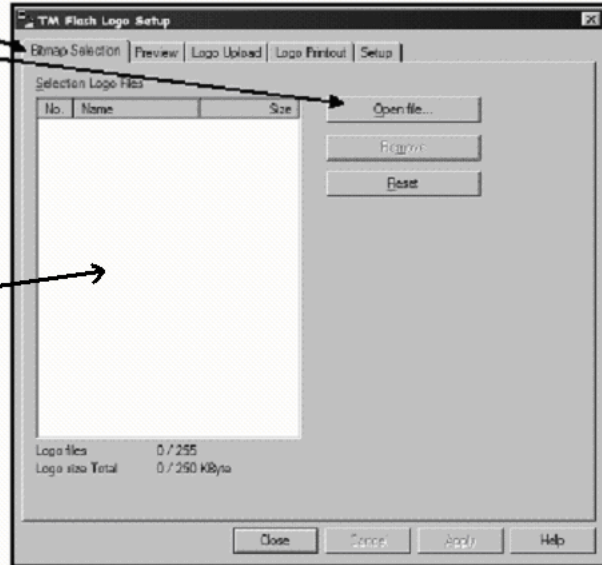 TM Flash Logo Setup
Bitmap Selection Preview Logo Upload Logo Printout Setup
Selection Logo Files
No. Name Size
Open file...
Remove
Reset
Logo files 0 / 255
Logo size Total 0 / 250 KByte
Close Cancel Apply Help